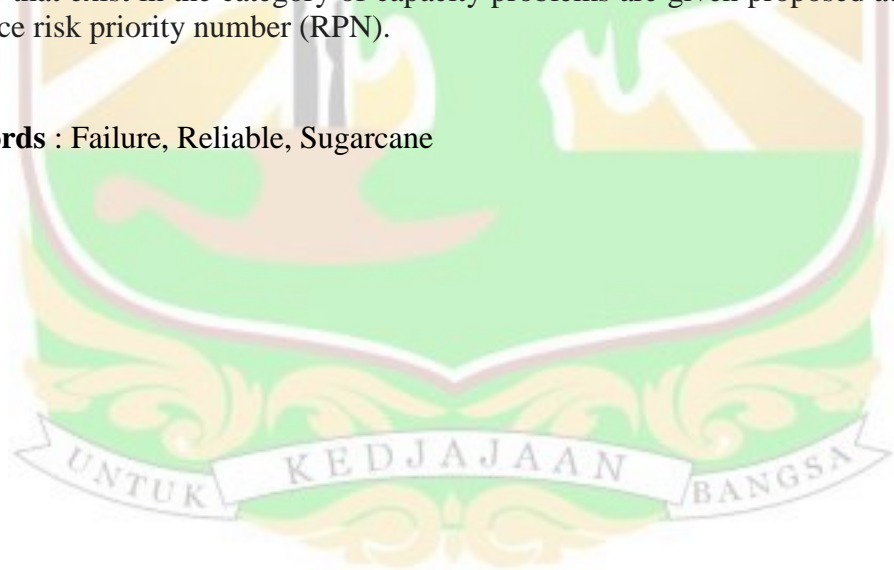 that exist in the category of capacity problems are given proposed
ce risk priority number (RPN).
ords : Failure, Reliable, Sugarcane
UNTUK KEDJAJAAN BANGSA